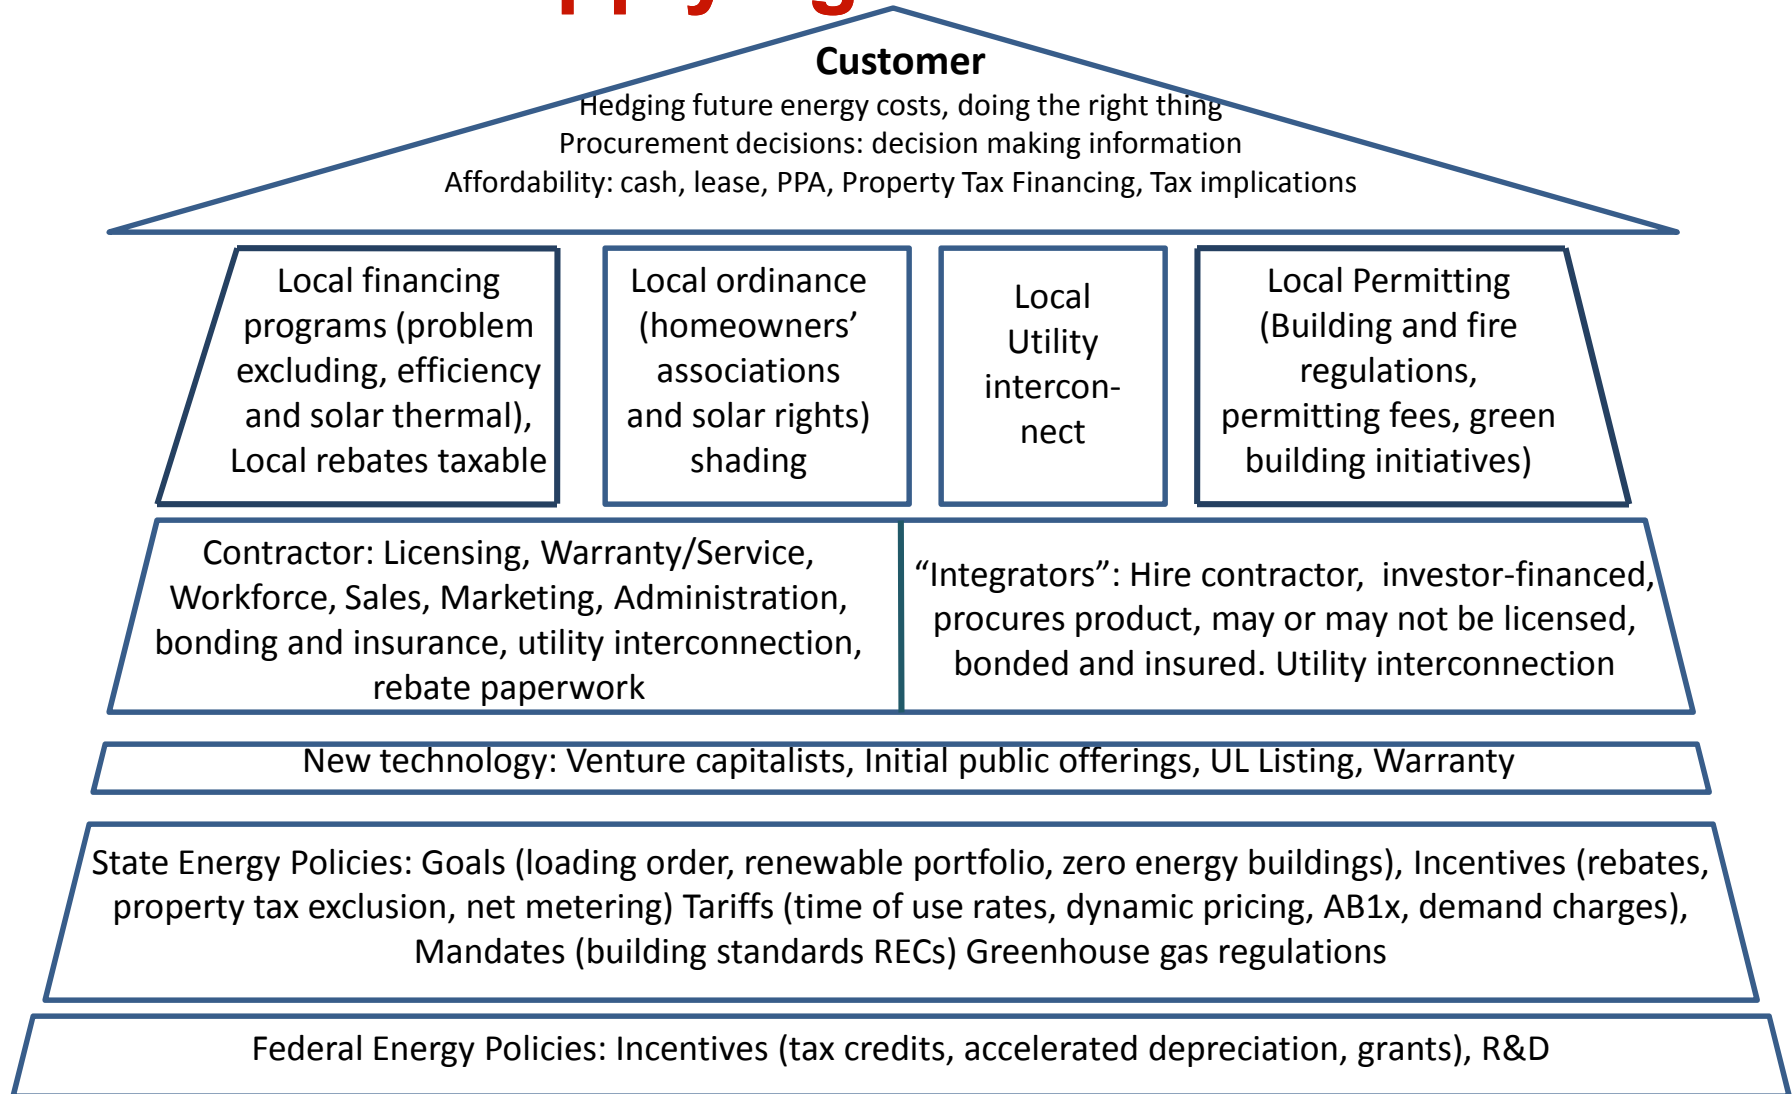 Customer
Hedging future energy costs, doing the right thing
Procurement decisions: decision making information
Affordability: cash, lease, PPA, Property Tax Financing, Tax implications
Local financing
programs (problem
excluding, efficiency
and solar thermal),
Local rebates taxable
Local ordinance
(homeowners’
associations
and solar rights)
shading
Local
Utility
intercon-
nect
Local Permitting
(Building and fire
regulations,
permitting fees, green
building initiatives)
Contractor: Licensing, Warranty/Service,
Workforce, Sales, Marketing, Administration,
bonding and insurance, utility interconnection,
rebate paperwork
“Integrators”: Hire contractor,  investor-financed,
procures product, may or may not be licensed,
bonded and insured. Utility interconnection
New technology: Venture capitalists, Initial public offerings, UL Listing, Warranty
State Energy Policies: Goals (loading order, renewable portfolio, zero energy buildings), Incentives (rebates,
property tax exclusion, net metering) Tariffs (time of use rates, dynamic pricing, AB1x, demand charges),
Mandates (building standards RECs) Greenhouse gas regulations
Federal Energy Policies: Incentives (tax credits, accelerated depreciation, grants), R&D